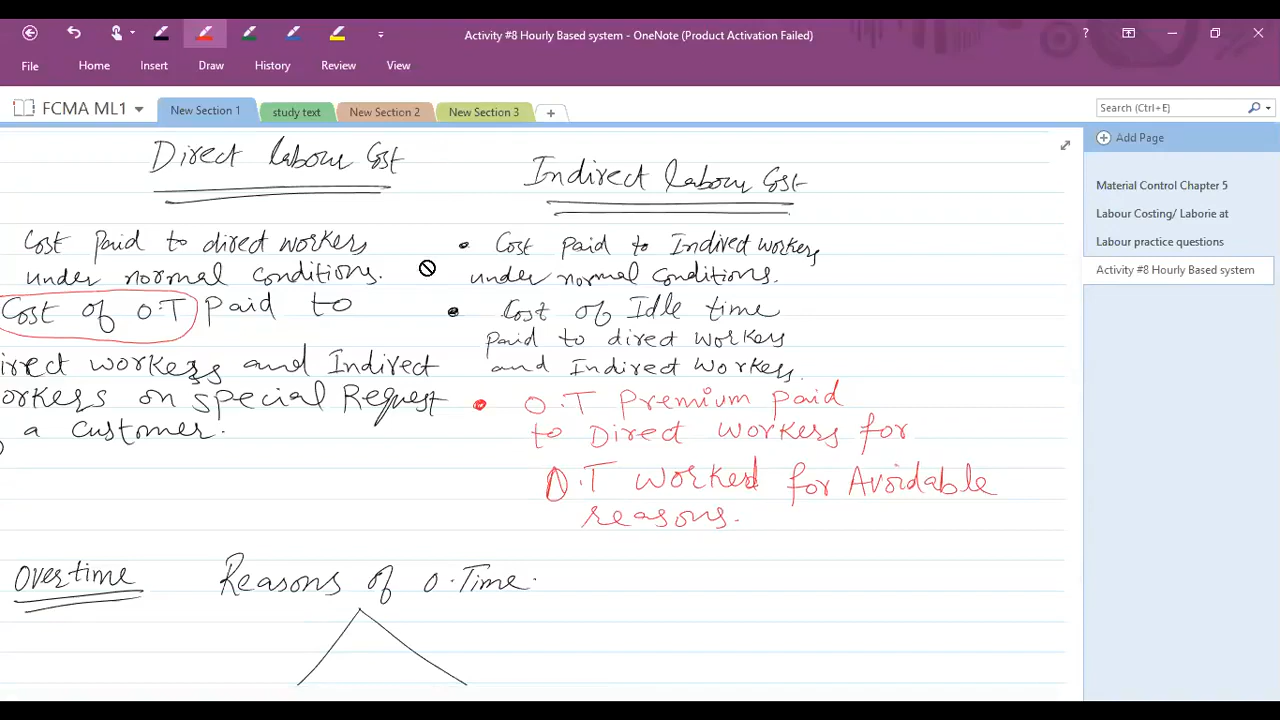 Activity #8 Hourly Based system - OneNote (Product Activation Failed)
?
File Home Insert Draw History Review View
FCMA ML1
New Section 1 study text New Section 2 New Section 3
Search (Ctrl+E)
Add Page
Material Control Chapter 5
Labour Costing/ Laborie at
Labour practice questions
Activity #8 Hourly Based system
Direct labour Cost
Cost paid to direct workers
under normal conditions.
Cost of O.T Paid to
irect workers and Indirect
orkers on special Request
a customer.
Indirect labour Cost
• Cost paid to Indirect workers
under normal conditions.
• Cost of Idle time
paid to direct workers
and Indirect workers.
• O.T Premium paid
to Direct workers for
O.T worked for Avoidable
reasons.
Overtime
Reasons of O.Time.